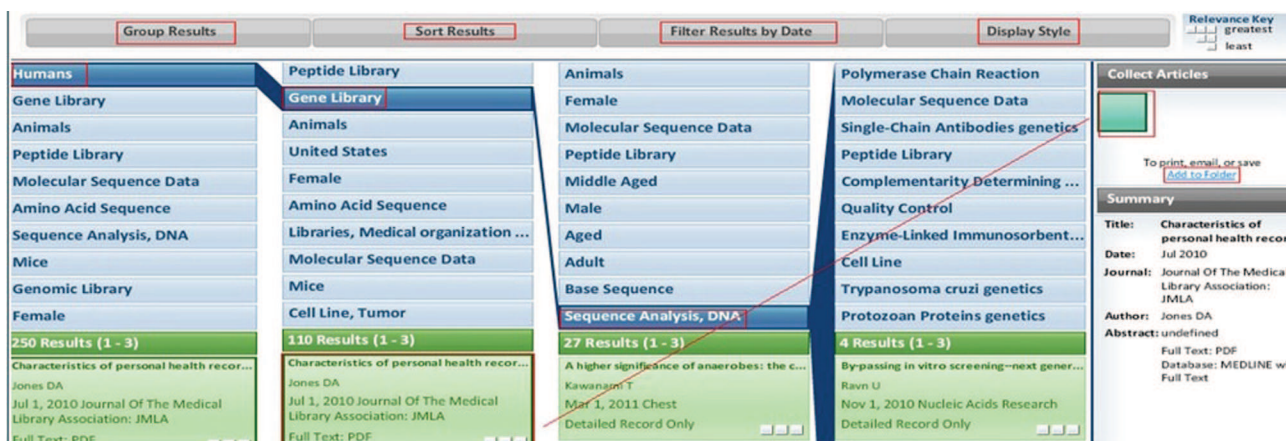 Group Results
Sort Results
Filter Results by Date
Display Style
Relevance Key
greatest
least
Humans
Gene Library
Animals
Peptide Library
Molecular Sequence Data
Amino Acid Sequence
Sequence Analysis, DNA
Mice
Genomic Library
Female
250 Results (1 - 3)
Characteristics of personal health recor...
Jones DA
Jul 1, 2010 Journal Of The Medical
Library Association: JMLA
Full Text: PDF
Peptide Library
Gene Library
Animals
United States
Female
Amino Acid Sequence
Libraries, Medical organization ...
Molecular Sequence Data
Mice
Cell Line, Tumor
110 Results (1 - 3)
Characteristics of personal health recor...
Jones DA
Jul 1, 2010 Journal Of The Medical
Library Association: JMLA
Full Text: PDF
Animals
Female
Molecular Sequence Data
Peptide Library
Middle Aged
Male
Aged
Adult
Base Sequence
Sequence Analysis, DNA
27 Results (1 - 3)
A higher significance of anaerobes: the c...
Kawanami T
Mar 1, 2011 Chest
Detailed Record Only
Polymerase Chain Reaction
Molecular Sequence Data
Single-Chain Antibodies genetics
Peptide Library
Complementarity Determining ...
Quality Control
Enzyme-Linked Immunosorbent...
Cell Line
Trypanosoma cruzi genetics
Protozoan Proteins genetics
4 Results (1 - 3)
By-passing in vitro screening--next gener...
Ravn U
Nov 1, 2010 Nucleic Acids Research
Detailed Record Only
Collect Articles
To print, email, or save
Add to Folder
Summary
Title: Characteristics of
personal health recor
Date: Jul 2010
Journal: Journal Of The Medica
Library Association:
JMLA
Author: Jones DA
Abstract: undefined
Full Text: PDF
Database: MEDLINE w
Full Text